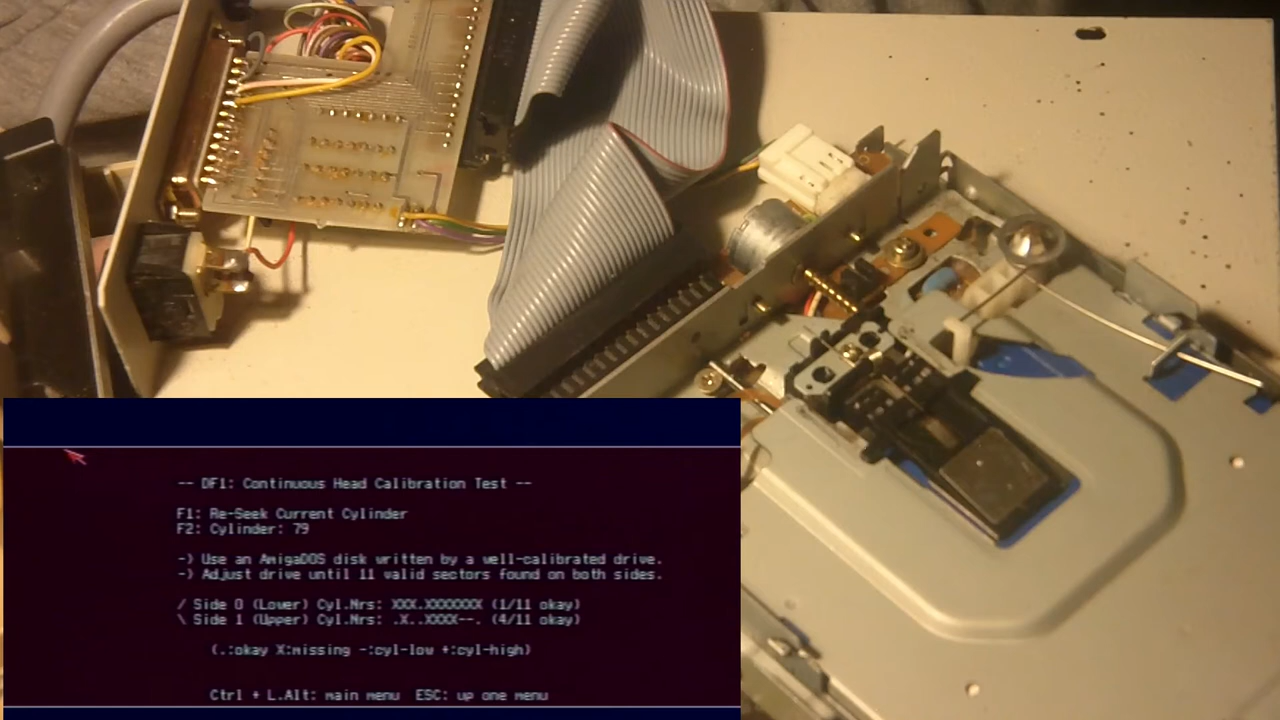 -- DF1: Continuous Head Calibration Test --
F1: Re-Seek Current Cylinder
F2: Cylinder: 79
-) Use an AmigaDOS disk written by a well-calibrated drive.
-) Adjust drive until 11 valid sectors found on both sides.
/ Side 0 (Lower) Cyl.Nrs: XXX.XXXXXXX (1/11 okay)
\ Side 1 (Upper) Cyl.Nrs: .X..XXXX--. (4/11 okay)
(.:okay X:missing -:cyl-low +:cyl-high)
Ctrl + L.Alt: main menu  ESC: up one menu